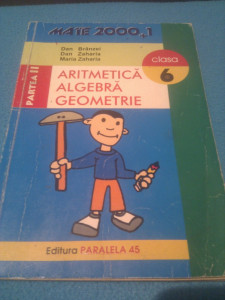 MATE 2000+1
Dan Brânzei
Dan Zaharia
Maria Zaharia
clasa
6
PARTEA II
ARITMETICĂ
ALGEBRĂ
GEOMETRIE
Editura PARALELA 45